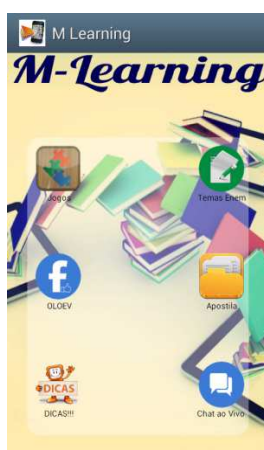 M Learning
M-Learning
Jogos
Temas Enem
f
OLOEV
Apostila
DICAS
DICAS!!!
Chat ao Vivo